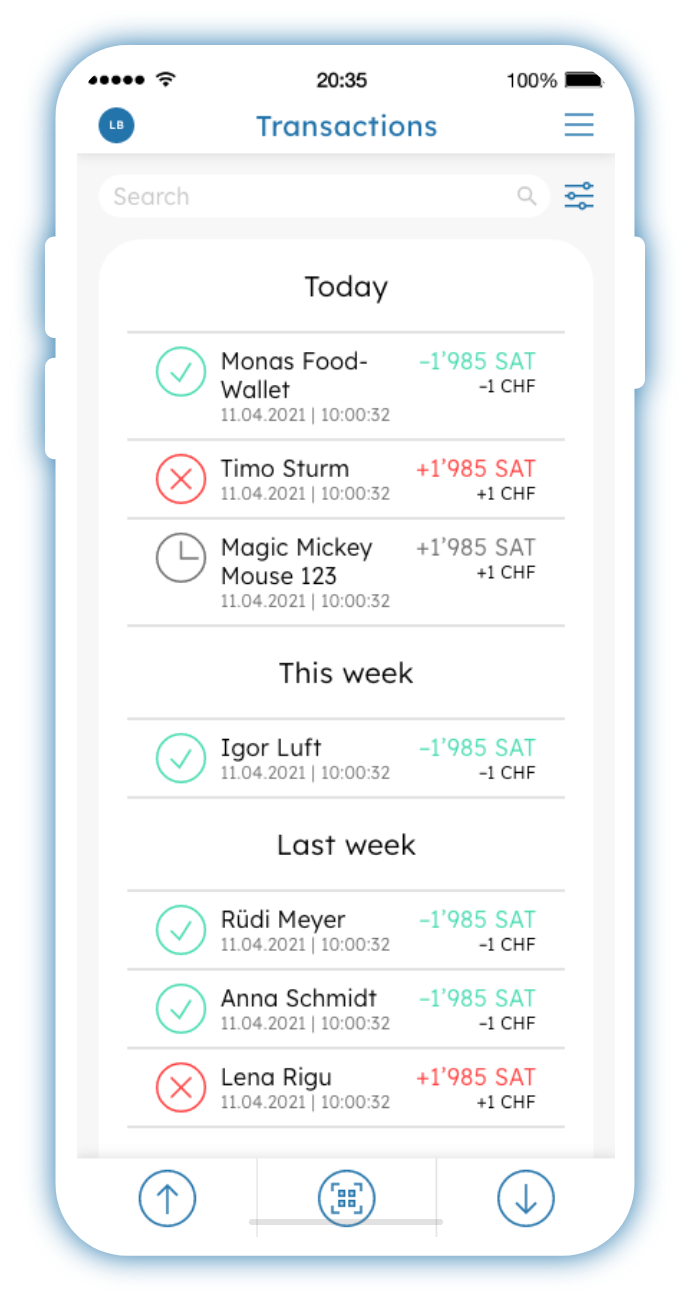 20:35
100%
LB
Transactions
Search
Today
Monas Food-
Wallet
11.04.2021 | 10:00:32
–1’985 SAT
–1 CHF
Timo Sturm
11.04.2021 | 10:00:32
+1’985 SAT
+1 CHF
Magic Mickey
Mouse 123
11.04.2021 | 10:00:32
+1’985 SAT
+1 CHF
This week
Igor Luft
11.04.2021 | 10:00:32
–1’985 SAT
–1 CHF
Last week
Rüdi Meyer
11.04.2021 | 10:00:32
–1’985 SAT
–1 CHF
Anna Schmidt
11.04.2021 | 10:00:32
–1’985 SAT
–1 CHF
Lena Rigu
11.04.2021 | 10:00:32
+1’985 SAT
+1 CHF